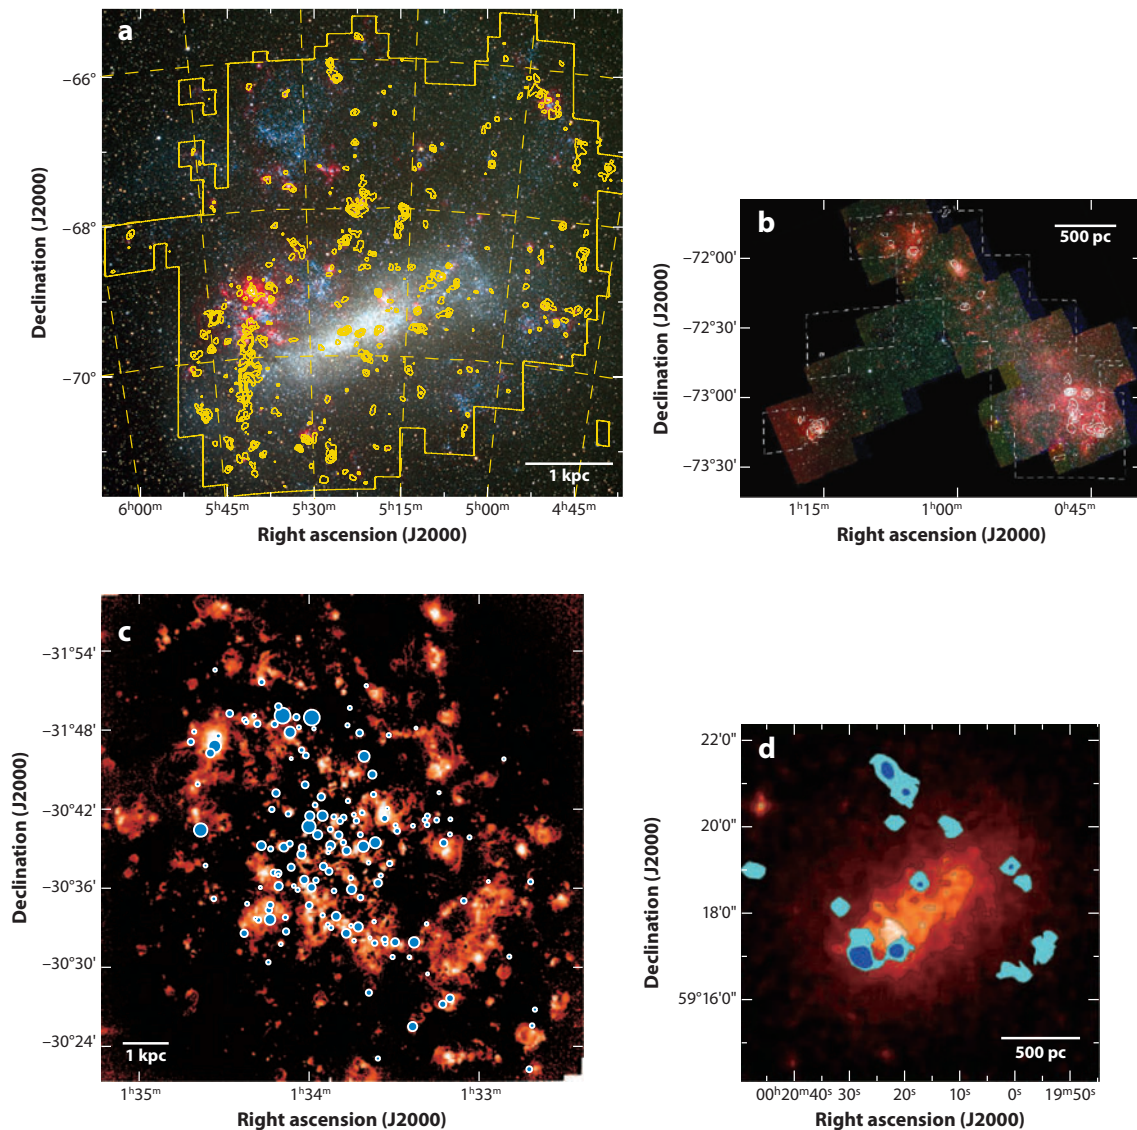 a
−66°
−68°
−70°
Declination (J2000)
1 kpc
6h00m 5h45m 5h30m 5h15m 5h00m 4h45m
Right ascension (J2000)
b
500 pc
−72°00'
−72°30'
−73°00'
−73°30'
Declination (J2000)
1h15m 1h00m 0h45m
Right ascension (J2000)
c
−31°54'
−31°48'
−30°42'
−30°36'
−30°30'
−30°24'
Declination (J2000)
1 kpc
1h35m 1h34m 1h33m
Right ascension (J2000)
d
22'0"
20'0"
18'0"
59°16'0"
Declination (J2000)
500 pc
00h20m40s 30s 20s 10s 0s 19m50s
Right ascension (J2000)